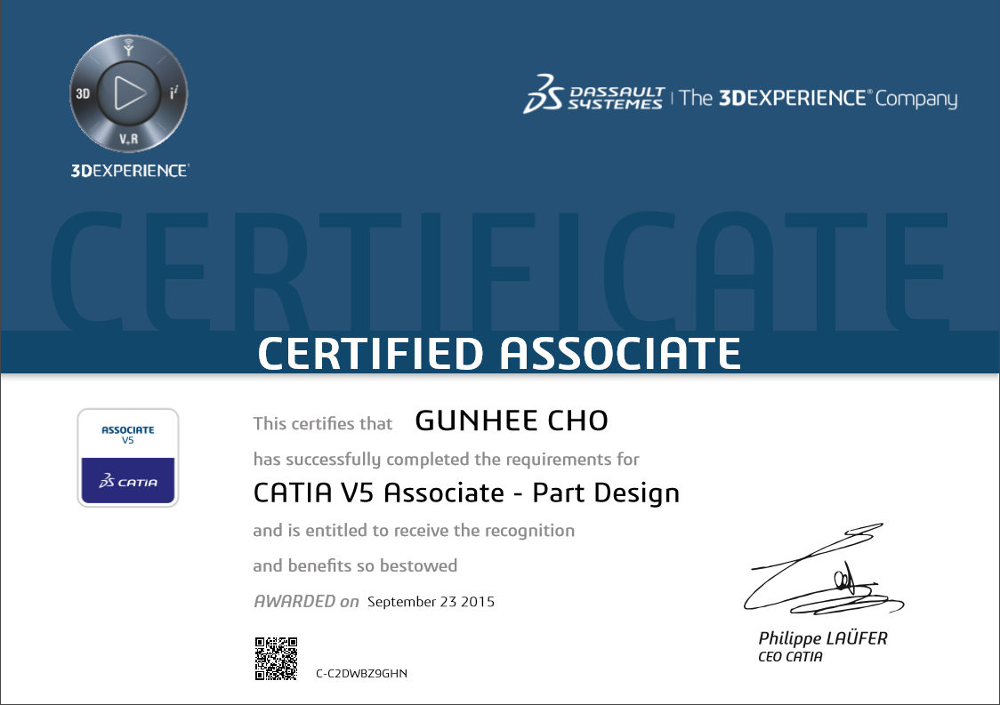 3D
i
V+R
3DEXPERIENCE
DASSAULT SYSTEMES | The 3DEXPERIENCE® Company
CERTIFICATE
CERTIFIED ASSOCIATE
ASSOCIATE
V5
CATIA
This certifies that GUNHEE CHO
has successfully completed the requirements for
CATIA V5 Associate - Part Design
and is entitled to receive the recognition
and benefits so bestowed
AWARDED on September 23 2015
C-C2DWBZ9GHN
Philippe LAÜFER
CEO CATIA